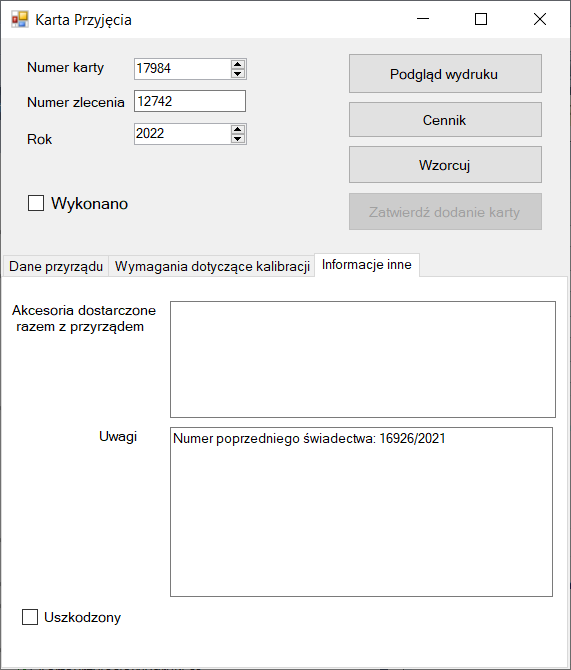 Karta Przyjęcia
Numer karty 17984
Podgląd wydruku
Numer zlecenia 12742
Cennik
Rok 2022
Wzorcuj
Wykonano
Zatwierdź dodanie karty
Dane przyrządu Wymagania dotyczące kalibracji Informacje inne
Akcesoria dostarczone
razem z przyrządem
Uwagi
Numer poprzedniego świadectwa: 16926/2021
Uszkodzony